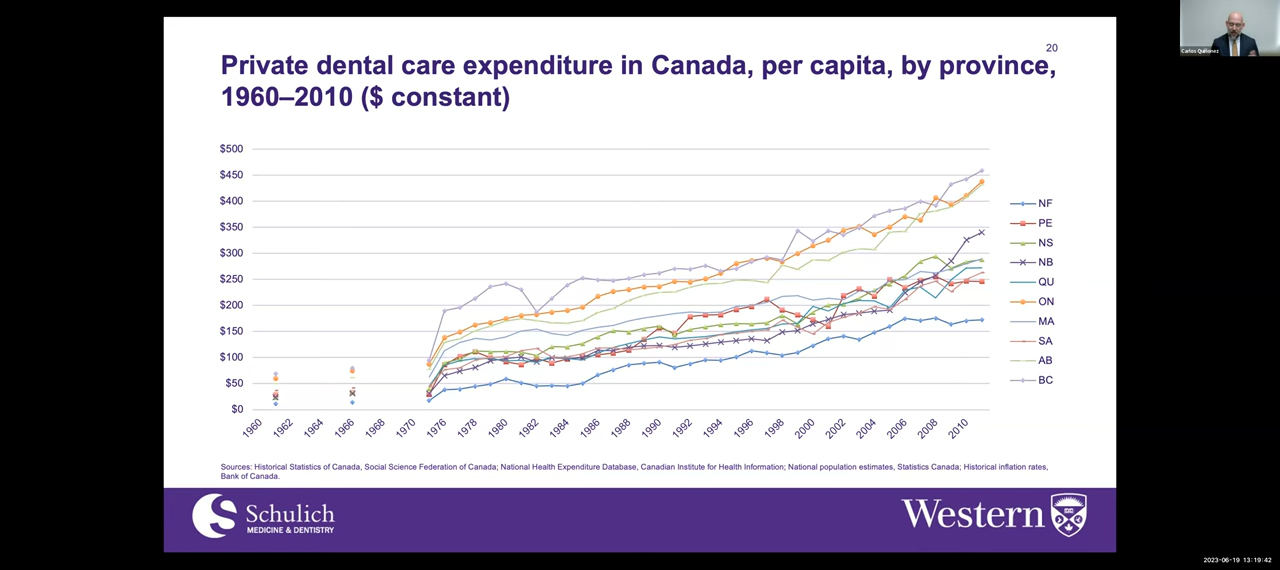 Carlos Quiñonez
20
Private dental care expenditure in Canada, per capita, by province,
1960–2010 ($ constant)
$500
$450
$400
$350
$300
$250
$200
$150
$100
$50
$0
1960 1962 1964 1966 1968 1970 1976 1978 1980 1982 1984 1986 1988 1990 1992 1994 1996 1998 2000 2002 2004 2006 2008 2010
NF
PE
NS
NB
QU
ON
MA
SA
AB
BC
Sources: Historical Statistics of Canada, Social Science Federation of Canada; National Health Expenditure Database, Canadian Institute for Health Information; National population estimates, Statistics Canada; Historical inflation rates,
Bank of Canada.
Schulich
MEDICINE & DENTISTRY
Western
2023-06-19 13:19:42